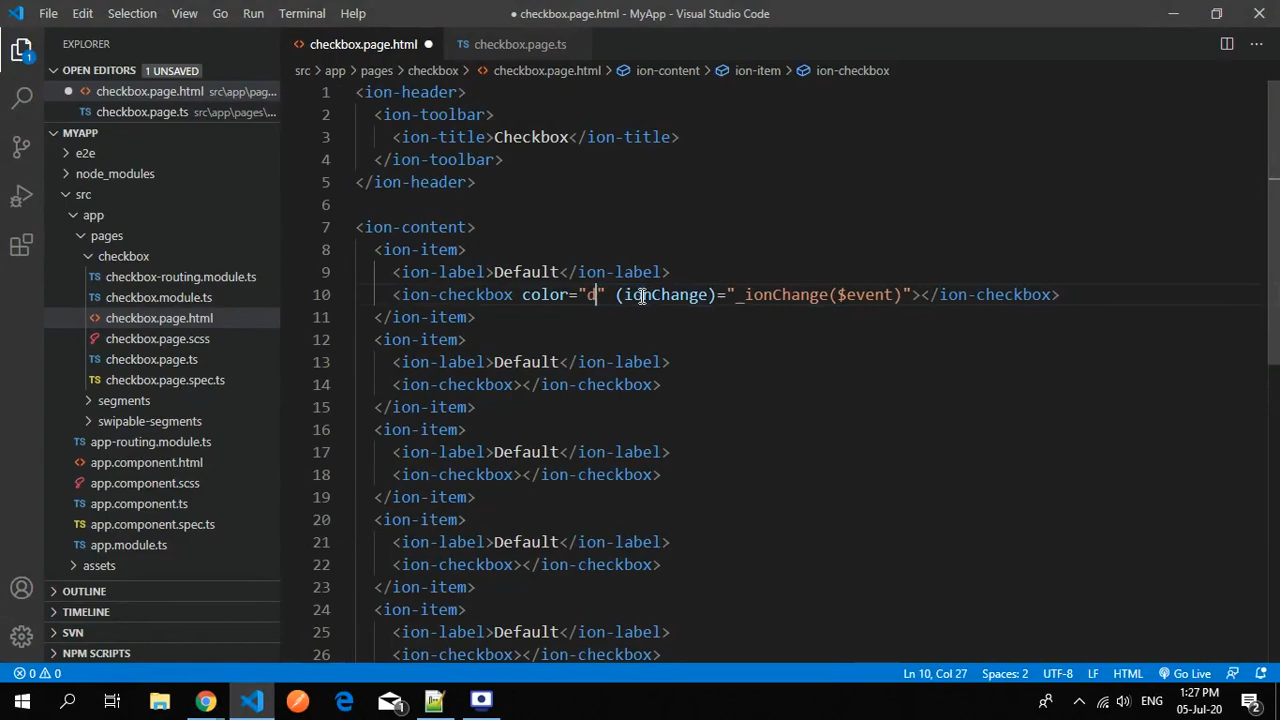 File Edit Selection View Go Run Terminal Help
● checkbox.page.html - MyApp - Visual Studio Code
EXPLORER
OPEN EDITORS 1 UNSAVED
checkbox.page.html src\app\pag...
TS checkbox.page.ts src\app\pages\...
MYAPP
e2e
node_modules
src
app
pages
checkbox
TS checkbox-routing.module.ts
TS checkbox.module.ts
<> checkbox.page.html
checkbox.page.scss
TS checkbox.page.ts
TS checkbox.page.spec.ts
segments
swipable-segments
TS app-routing.module.ts
<> app.component.html
app.component.scss
TS app.component.ts
TS app.component.spec.ts
TS app.module.ts
assets
OUTLINE
TIMELINE
SVN
NPM SCRIPTS
<> checkbox.page.html ● TS checkbox.page.ts
src > app > pages > checkbox > <> checkbox.page.html > ion-content > ion-item > ion-checkbox
1 <ion-header>
2 <ion-toolbar>
3 <ion-title>Checkbox</ion-title>
4 </ion-toolbar>
5 </ion-header>
6
7 <ion-content>
8 <ion-item>
9 <ion-label>Default</ion-label>
10 <ion-checkbox color="d" (ionChange)="_ionChange($event)"></ion-checkbox>
11 </ion-item>
12 <ion-item>
13 <ion-label>Default</ion-label>
14 <ion-checkbox></ion-checkbox>
15 </ion-item>
16 <ion-item>
17 <ion-label>Default</ion-label>
18 <ion-checkbox></ion-checkbox>
19 </ion-item>
20 <ion-item>
21 <ion-label>Default</ion-label>
22 <ion-checkbox></ion-checkbox>
23 </ion-item>
24 <ion-item>
25 <ion-label>Default</ion-label>
26 <ion-checkbox></ion-checkbox>
0 0 Ln 10, Col 27 Spaces: 2 UTF-8 LF HTML Go Live
ENG 1:27 PM
05-Jul-20